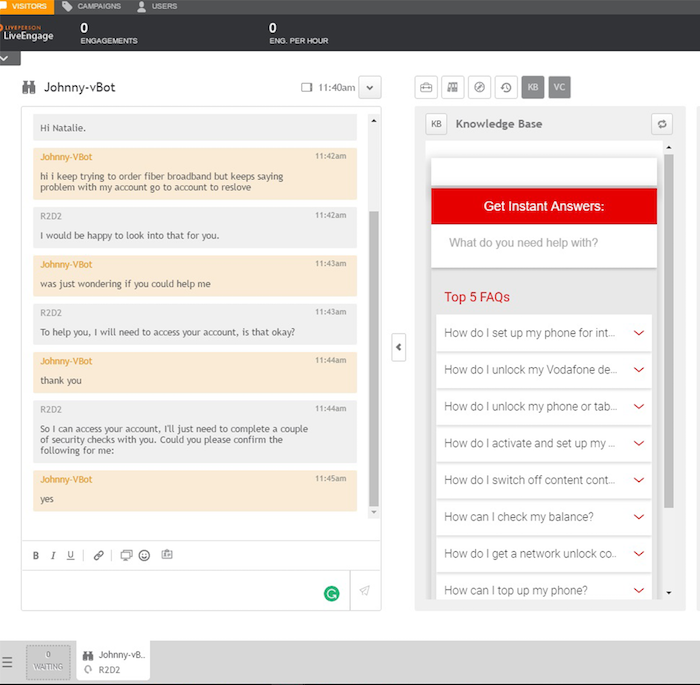 VISITORS
CAMPAIGNS
USERS
LIVEPERSON
LiveEngage
0
ENGAGEMENTS
0
ENG. PER HOUR
Johnny-vBot
11:40am
Hi Natalie.
Johnny-VBot 11:42am
hi i keep trying to order fiber broadband but keeps saying
problem with my account go to account to reslove
R2D2 11:42am
I would be happy to look into that for you.
Johnny-VBot 11:43am
was just wondering if you could help me
R2D2 11:43am
To help you, I will need to access your account, is that okay?
Johnny-VBot 11:44am
thank you
R2D2 11:44am
So I can access your account, I'll just need to complete a couple
of security checks with you. Could you please confirm the
following for me:
Johnny-VBot 11:45am
yes
B I U
KB VC
KB Knowledge Base
Get Instant Answers:
What do you need help with?
Top 5 FAQs
How do I set up my phone for int...
How do I unlock my Vodafone de...
How do I unlock my phone or tab...
How do I activate and set up my ...
How do I switch off content cont...
How can I check my balance?
How do I get a network unlock co..
How can I top up my phone?
0
WAITING
Johnny-vB..
R2D2